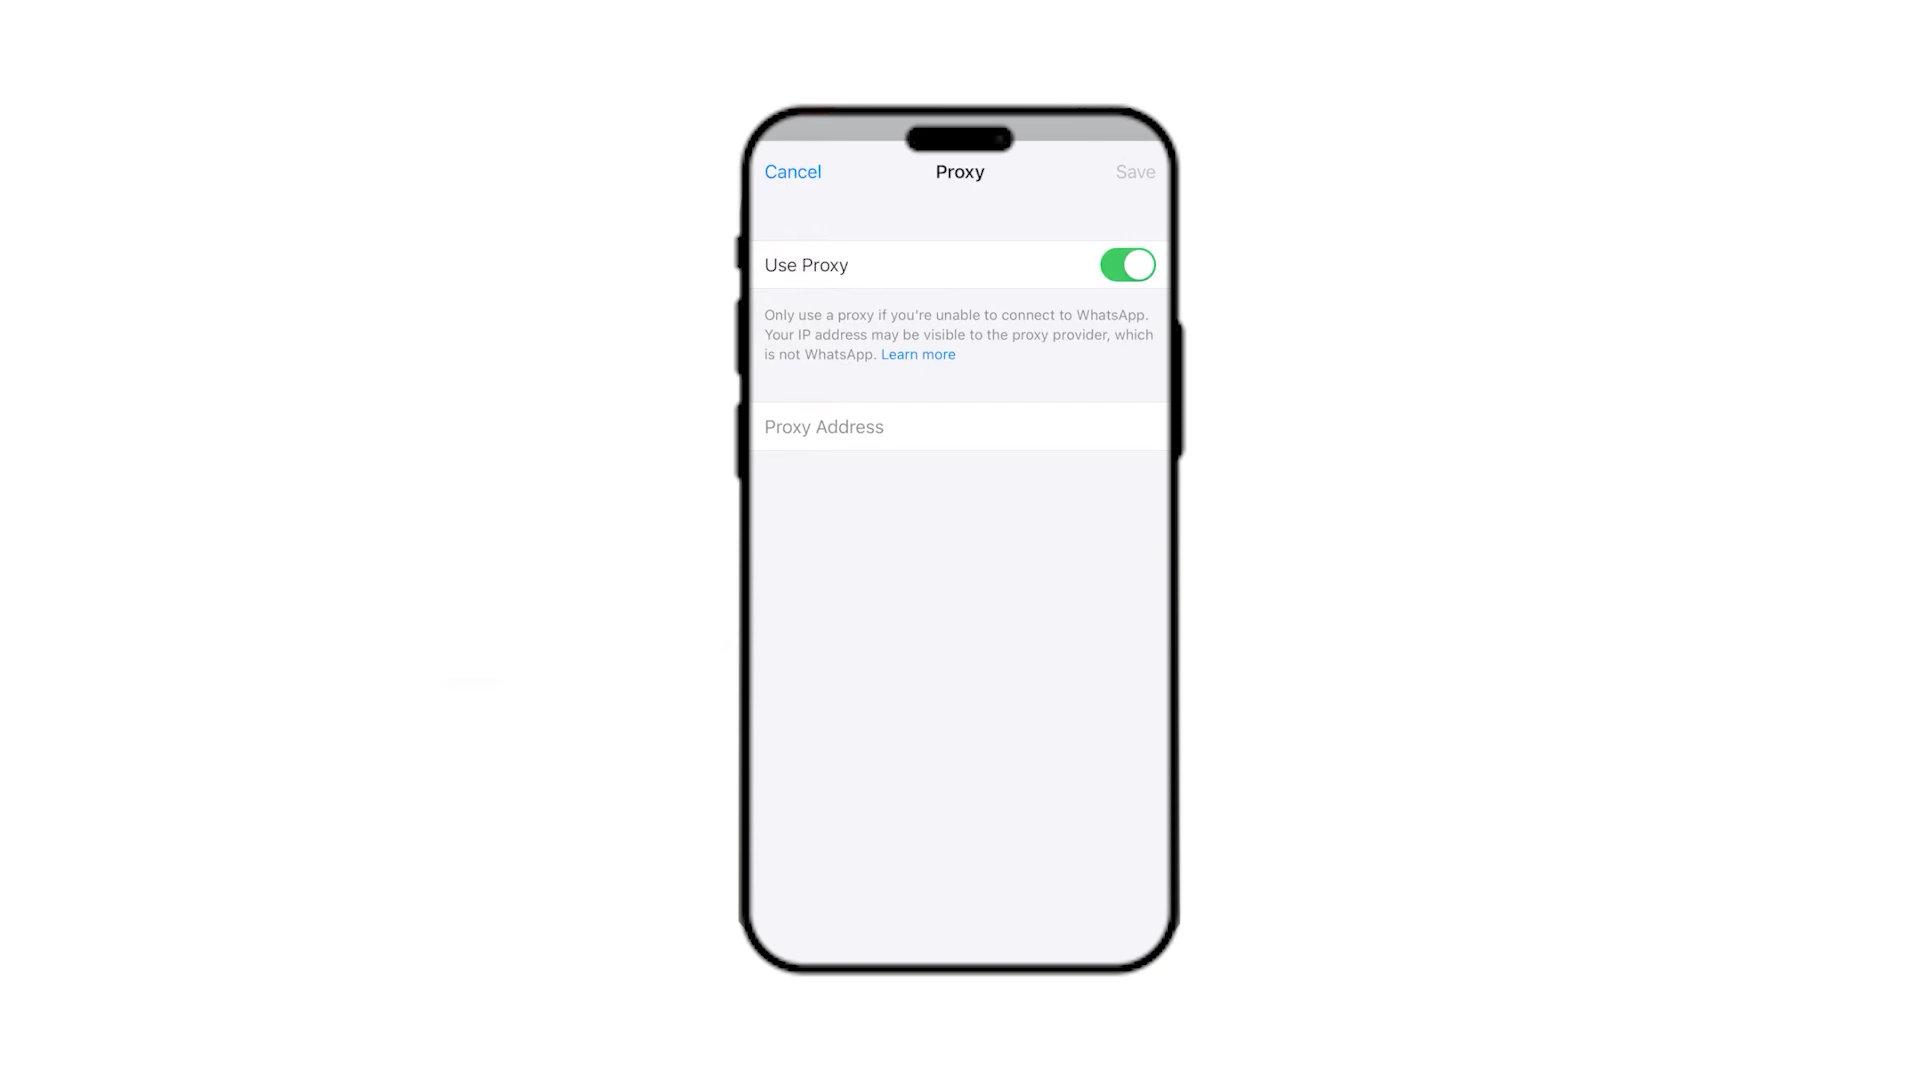 Cancel Proxy Save
Use Proxy
Only use a proxy if you're unable to connect to WhatsApp.
Your IP address may be visible to the proxy provider, which
is not WhatsApp. Learn more
Proxy Address